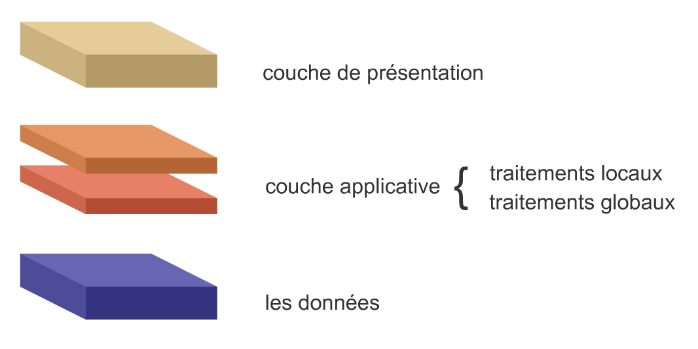 couche de présentation
couche applicative {
traitements locaux
traitements globaux
les données